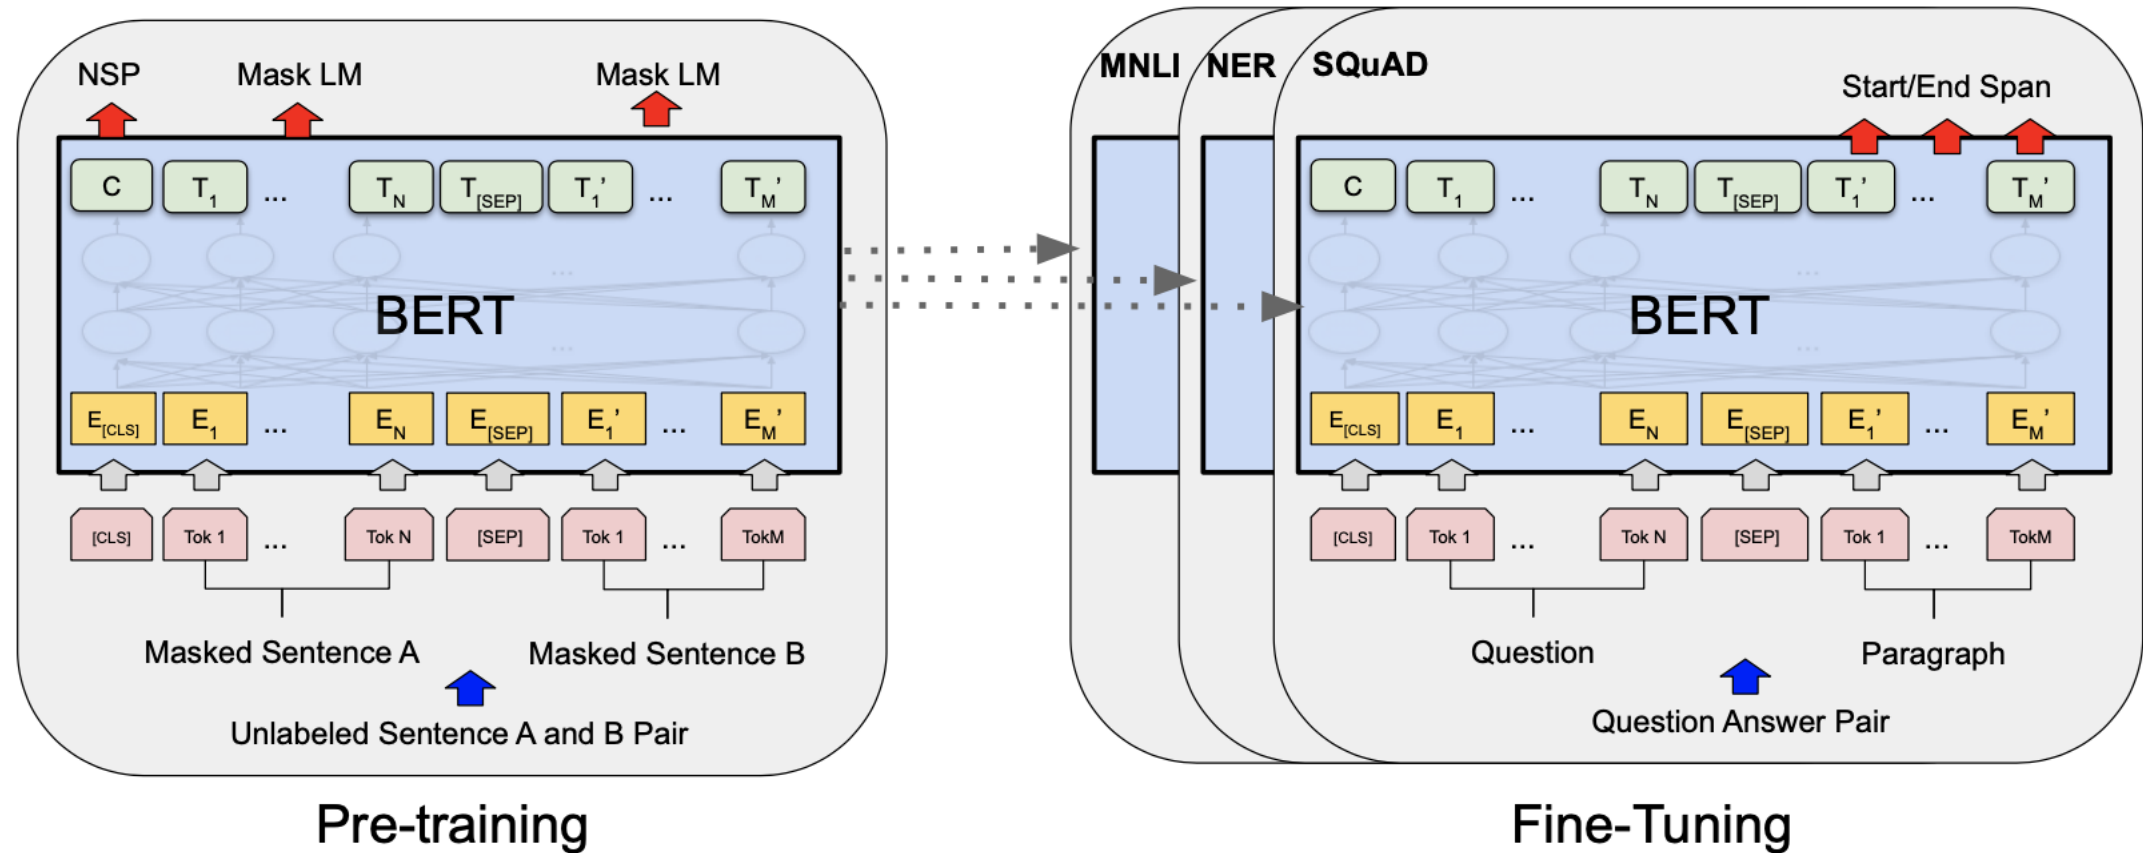 NSP Mask LM Mask LM
C T1 ... TN T[SEP] T1’ ... TM’
...
BERT
...
E[CLS] E1 ... EN E[SEP] E1’ ... EM’
[CLS] Tok 1 ... Tok N [SEP] Tok 1 ... TokM
Masked Sentence A Masked Sentence B
Unlabeled Sentence A and B Pair
Pre-training
MNLI NER SQuAD
Start/End Span
C T1 ... TN T[SEP] T1’ ... TM’
...
BERT
...
E[CLS] E1 ... EN E[SEP] E1’ ... EM’
[CLS] Tok 1 ... Tok N [SEP] Tok 1 ... TokM
Question Paragraph
Question Answer Pair
Fine-Tuning